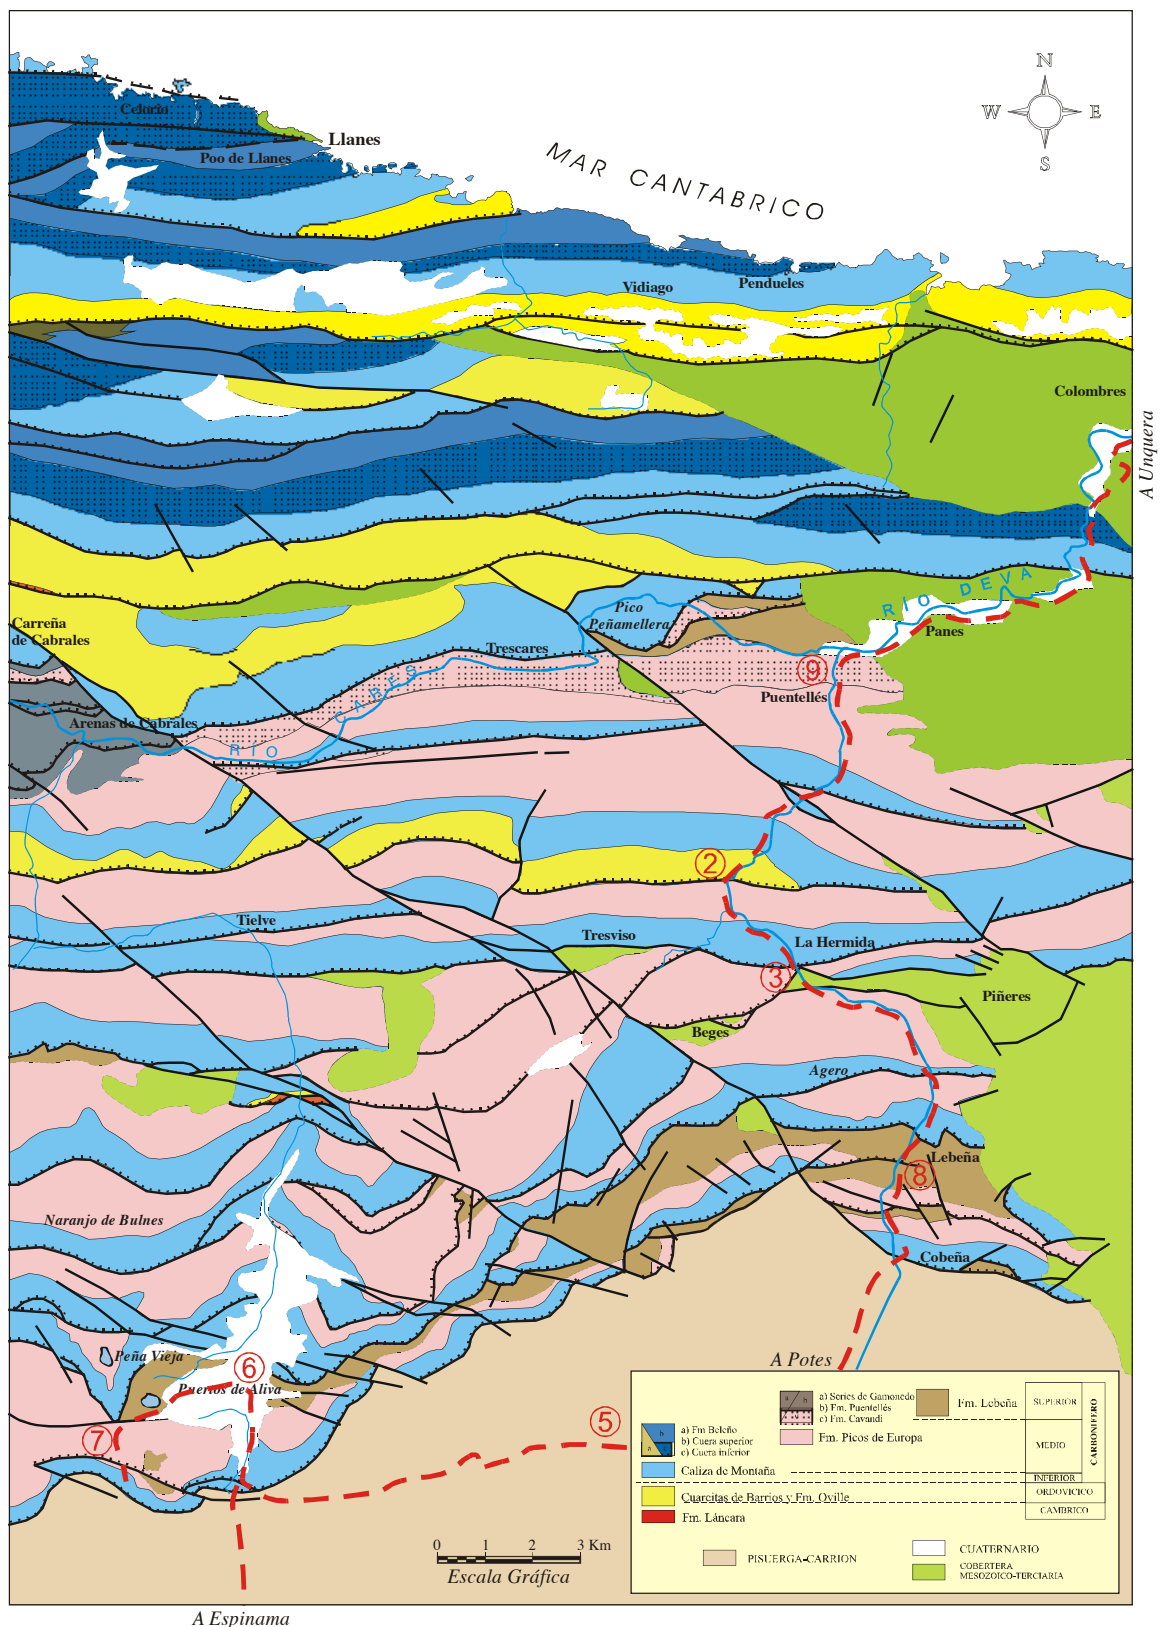 N
W E
S
Celorio
Llanes
Poo de Llanes
MAR CANTABRICO
Vidiago
Pendueles
Colombres
A Unquera
RÍO DEVA
Pico
Peñamellera
Carreña
de Cabrales
Panes
Trescares
9
Puentellés
RÍO CARES
Arenas de Cabrales
2
Tielve
Tresviso
La Hermida
3
Piñeres
Beges
Agero
Lebeña
8
Naranjo de Bulnes
Cobeña
Peña Vieja
6
A Potes
Puertos de Aliva
5
7
a) Series de Gamonedo
b) Fm. Puentellés
c) Fm. Cavandi
Fm. Lebeña
SUPERIOR
CARBONIFERO
a) Fm Beleño
b) Cuera superior
c) Cuera inferior
Fm. Picos de Europa
MEDIO
Caliza de Montaña
INFERIOR
Cuarcitas de Barrios y Fm. Oville
ORDOVICICO
CAMBRICO
Fm. Láncara
PISUERGA-CARRION
CUATERNARIO
COBERTERA
MESOZOICO-TERCIARIA
0 1 2 3 Km
Escala Gráfica
A Espinama